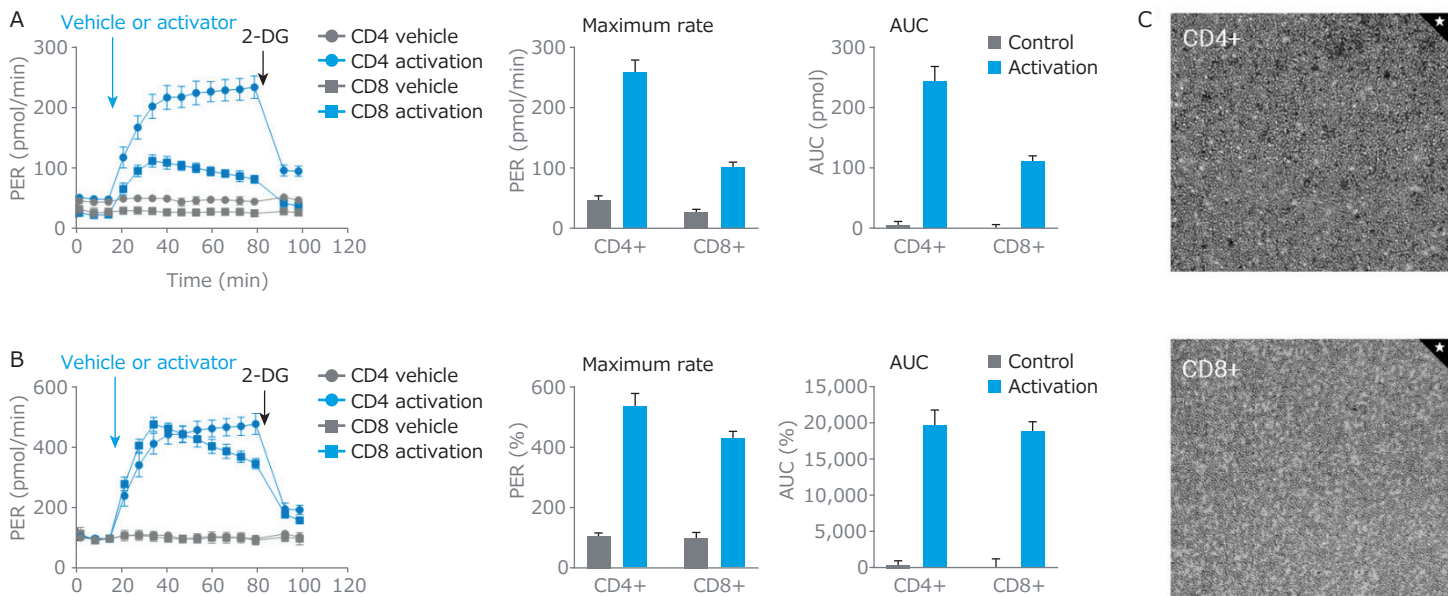 A
Vehicle or activator
2-DG
PER (pmol/min)
300
200
100
0
0 20 40 60 80 100 120
Time (min)
CD4 vehicle
CD4 activation
CD8 vehicle
CD8 activation
Maximum rate
PER (pmol/min)
300
200
100
0
CD4+ CD8+
AUC
AUC (pmol)
300
200
100
0
CD4+ CD8+
Control
Activation
C
CD4+
B
Vehicle or activator
2-DG
PER (pmol/min)
600
400
200
0
0 20 40 60 80 100 120
CD4 vehicle
CD4 activation
CD8 vehicle
CD8 activation
Maximum rate
PER (%)
600
400
200
0
CD4+ CD8+
AUC
AUC (%)
15,000
20,000
15,000
10,000
5,000
0
CD4+ CD8+
Control
Activation
CD8+